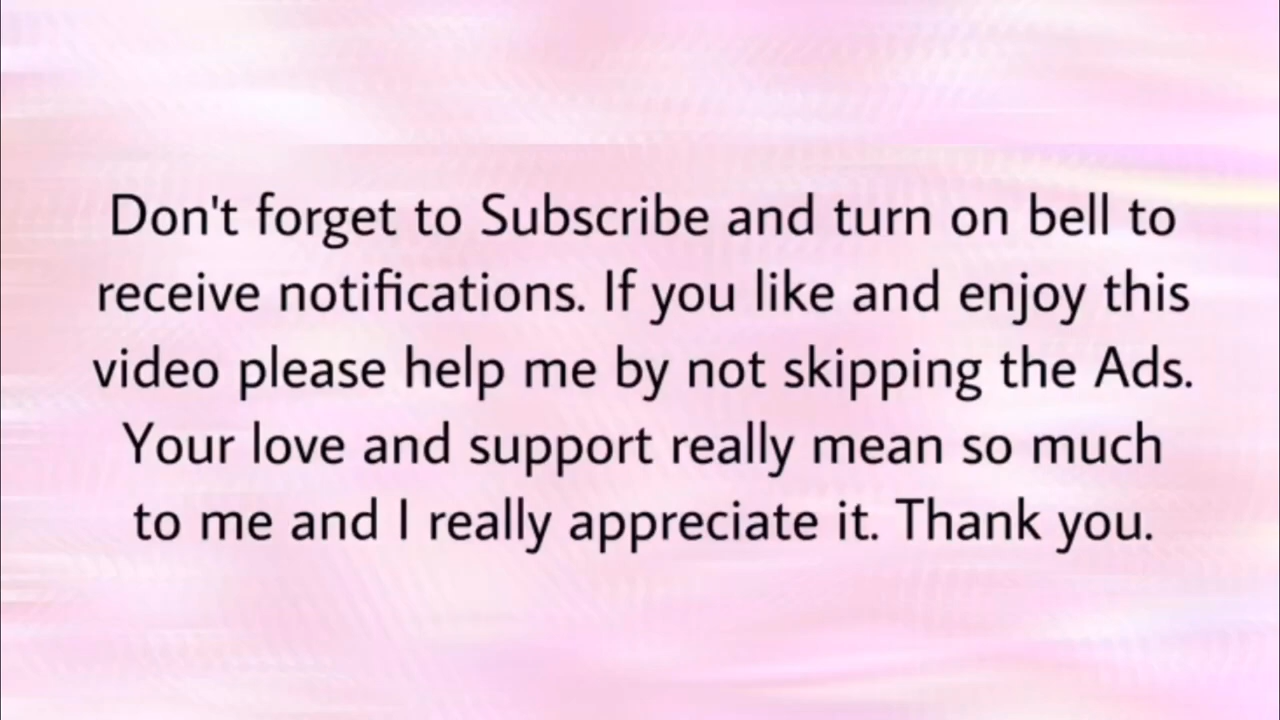 Don't forget to Subscribe and turn on bell to
receive notifications. If you like and enjoy this
video please help me by not skipping the Ads.
Your love and support really mean so much
to me and I really appreciate it. Thank you.